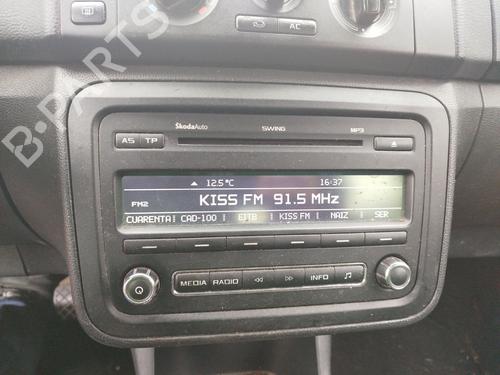 AC
ŠkodaAuto SWING MP3
AS TP
12.5°C 16:37
FM2 KISS FM 91.5 MHz
CUARENTA CAD-100 EITB KISS FM NAIZ SER
MEDIA RADIO INFO
B-PARTS